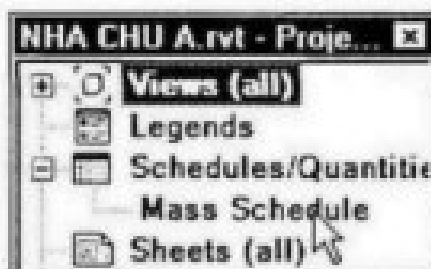 NHA CHU A.rvt - Proje...
Views (all)
Legends
Schedules/Quantitie
Mass Schedule
Sheets (all)